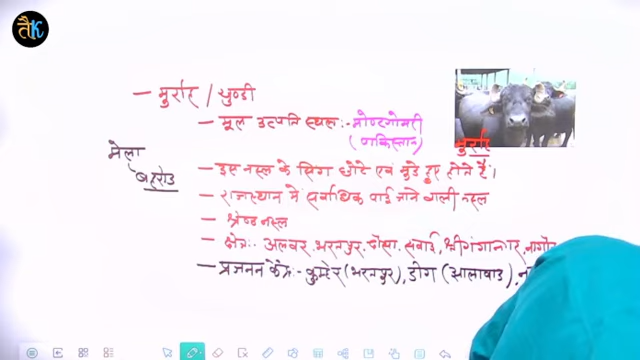 तैk
- मुर्राह / खुण्डी
- मूल उत्पत्ति स्थल:- मोण्टगोमरी
(पाकिस्तान)
मुर्राह
मेला
बहरोड
- इस नस्ल के सिंग छोटे एवं मुडे हुए होते हैं।
- राजस्थान में सर्वाधिक पाई जाने वाली नस्ल
- श्रेष्ठ नस्ल
- क्षेत्र:- अलवर, भरतपुर, दौसा, सवाई, श्रीगंगानगर, नागौर
- प्रजनन केन्द्र:- कुम्हेर (भरतपुर), डीग (झालावाड),